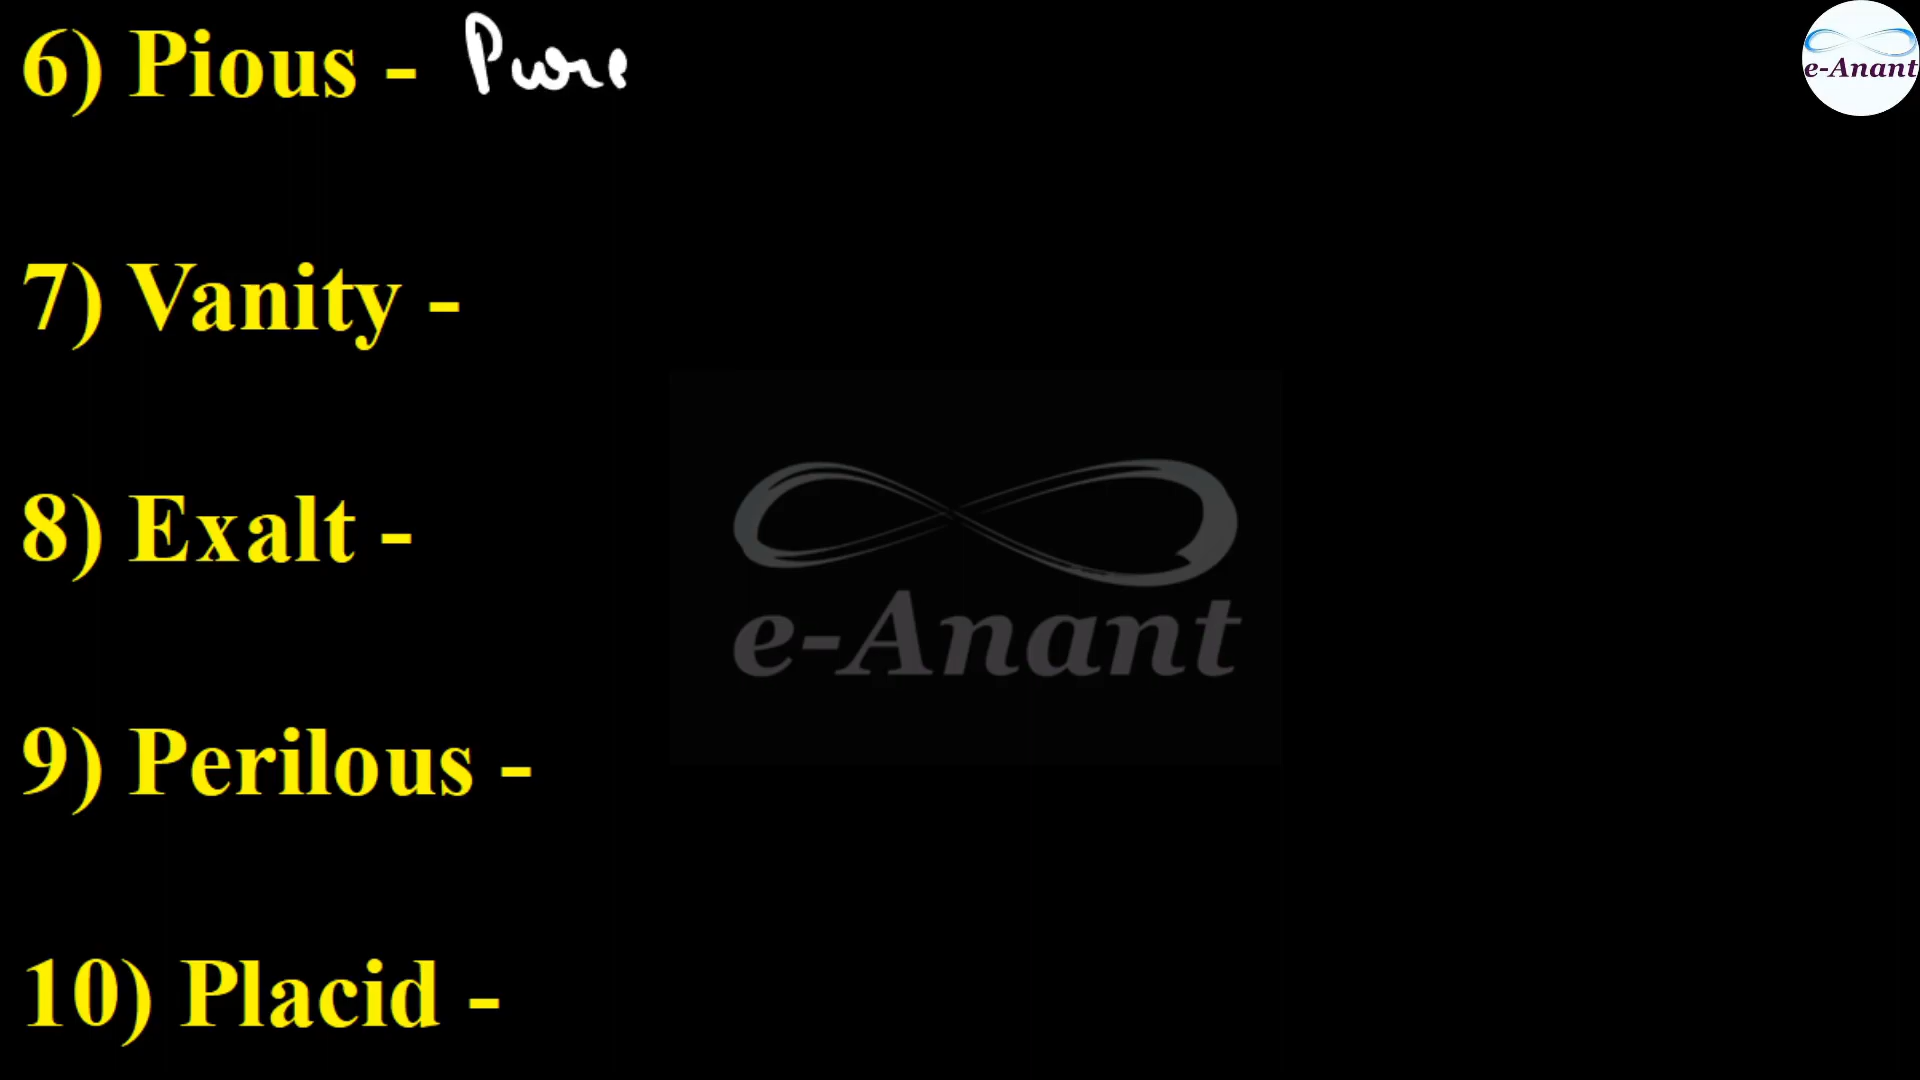 6) Pious - Pure
e-Anant
7) Vanity -
8) Exalt -
e-Anant
9) Perilous -
10) Placid -